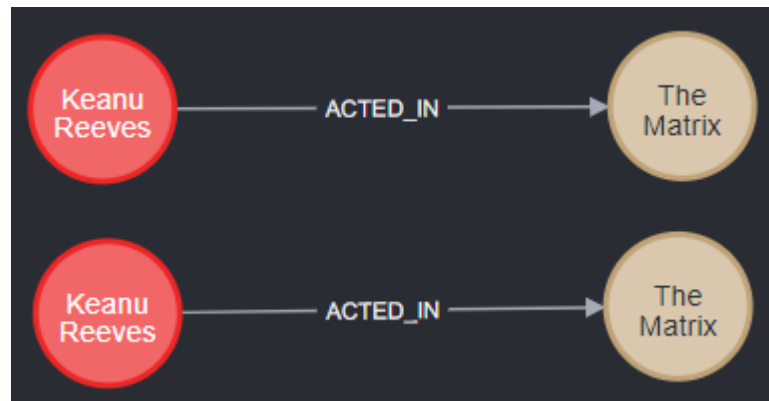 Keanu
Reeves
ACTED_IN
The
Matrix
Keanu
Reeves
ACTED_IN
The
Matrix